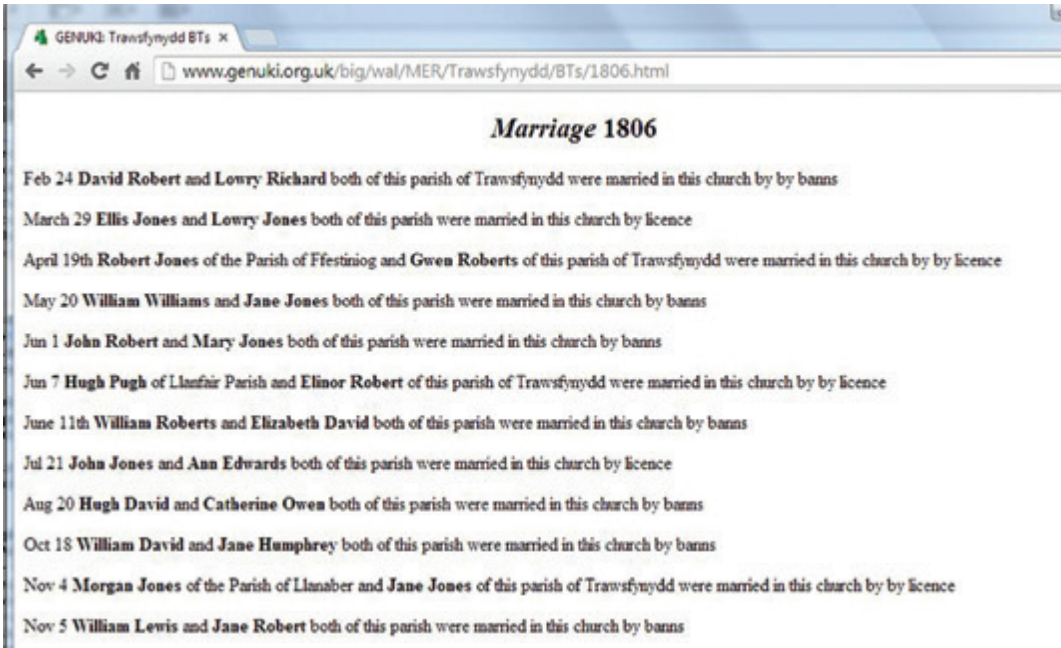 GENUKI: Trawsfynydd BTs ×
www.genuki.org.uk/big/wal/MER/Trawsfynydd/BTs/1806.html
Marriage 1806
Feb 24 David Robert and Lowry Richard both of this parish of Trawsfynydd were married in this church by by banns
March 29 Ellis Jones and Lowry Jones both of this parish were married in this church by licence
April 19th Robert Jones of the Parish of Ffestiniog and Gwen Roberts of this parish of Trawsfynydd were married in this church by by licence
May 20 William Williams and Jane Jones both of this parish were married in this church by banns
Jun 1 John Robert and Mary Jones both of this parish were married in this church by banns
Jun 7 Hugh Pugh of Llanfair Parish and Elinor Robert of this parish of Trawsfynydd were married in this church by by licence
June 11th William Roberts and Elizabeth David both of this parish were married in this church by banns
Jul 21 John Jones and Ann Edwards both of this parish were married in this church by licence
Aug 20 Hugh David and Catherine Owen both of this parish were married in this church by banns
Oct 18 William David and Jane Humphrey both of this parish were married in this church by banns
Nov 4 Morgan Jones of the Parish of Llanaber and Jane Jones of this parish of Trawsfynydd were married in this church by by licence
Nov 5 William Lewis and Jane Robert both of this parish were married in this church by banns